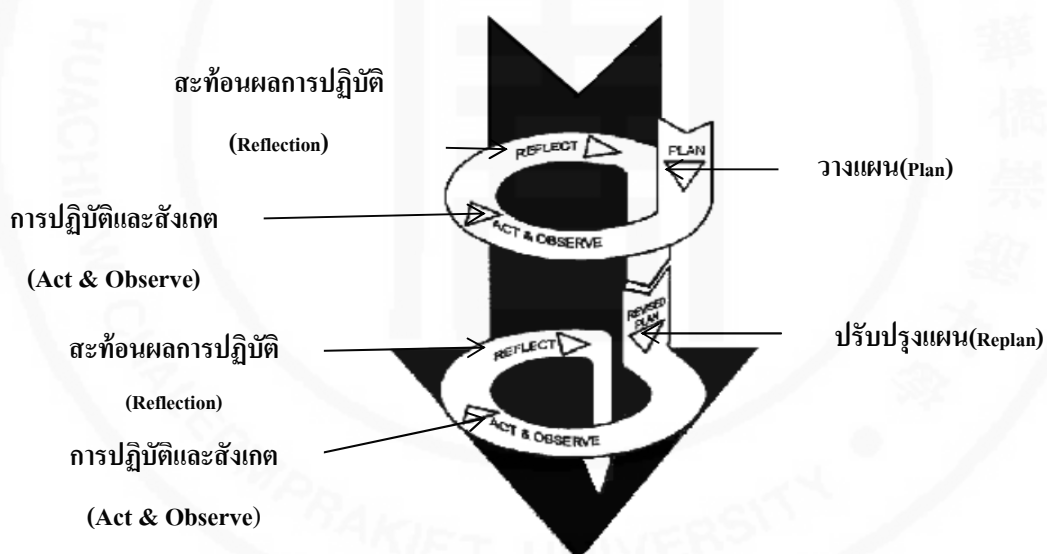 สะท้อนผลการปฏิบัติ
(Reflection)
REFLECT
PLAN
วางแผน(Plan)
การปฏิบัติและสังเกต
(Act & Observe)
ACT & OBSERVE
REVISED
PLAN
ปรับปรุงแผน(Replan)
สะท้อนผลการปฏิบัติ
(Reflection)
REFLECT
การปฏิบัติและสังเกต
(Act & Observe)
ACT & OBSERVE